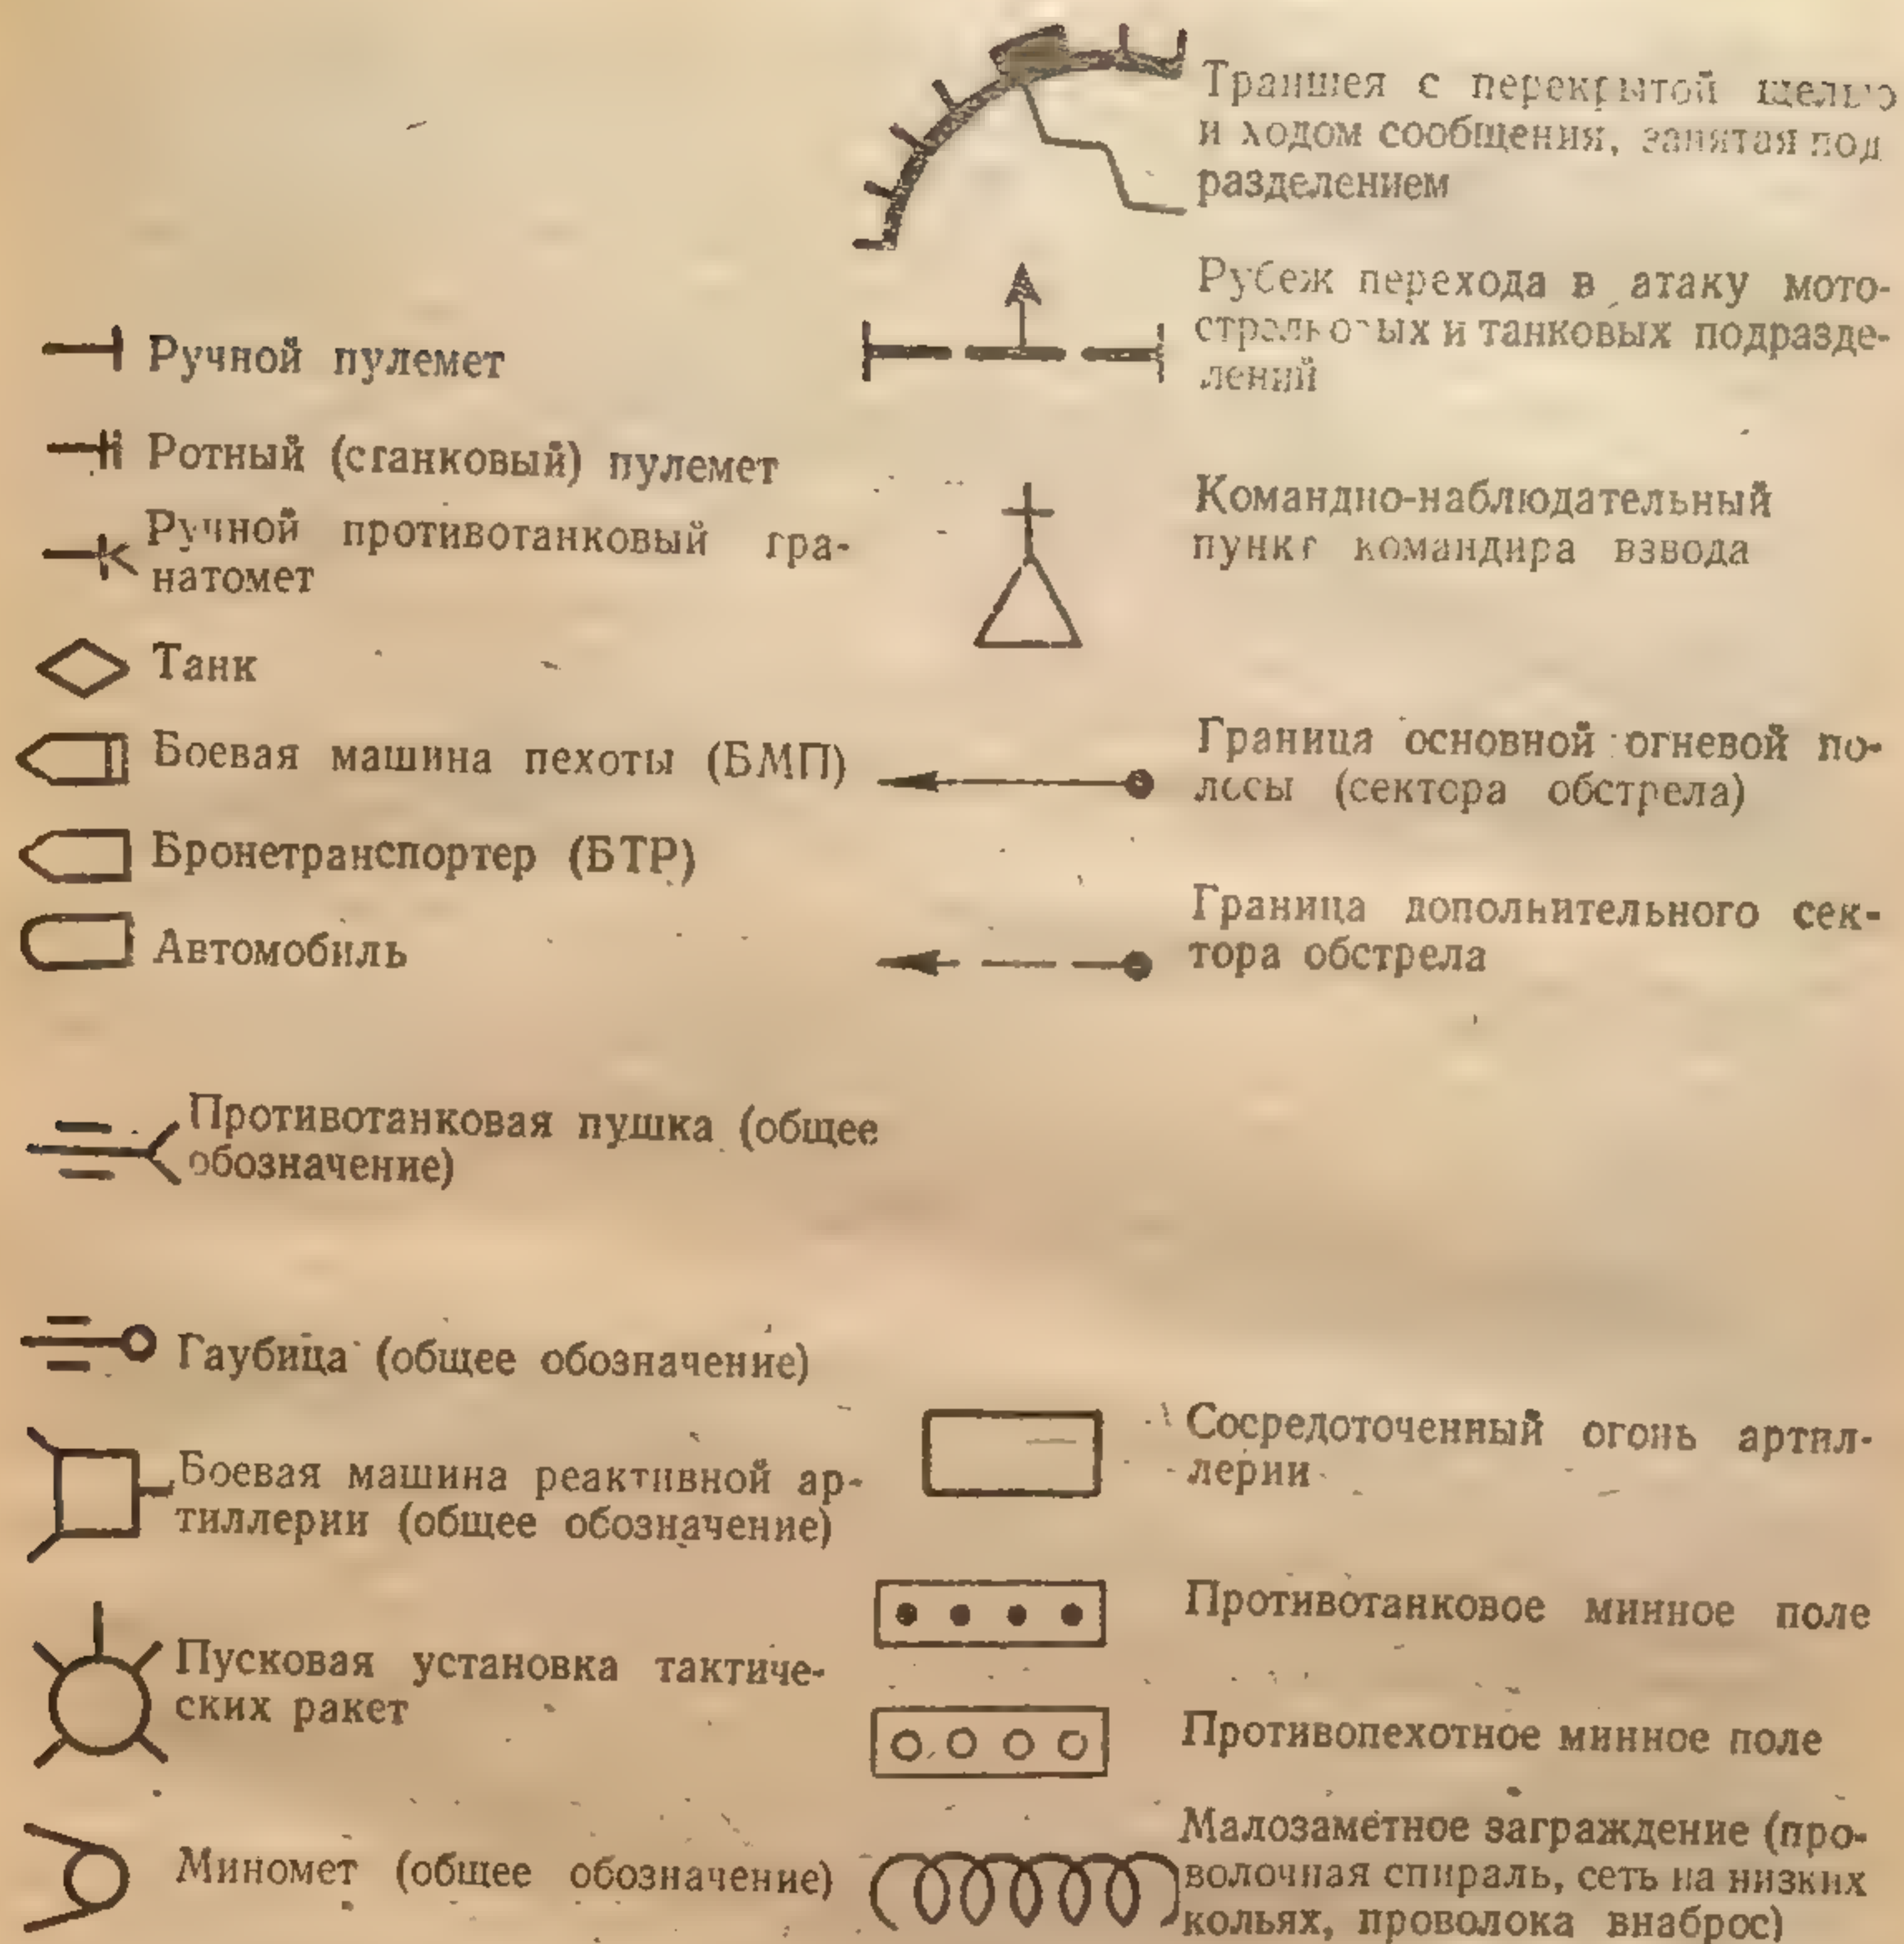 Ручной пулемет
Ротный (станковый) пулемет
Ручной противотанковый гра-
натомет
Танк
Боевая машина пехоты (БМП)
Бронетранспортер (БТР)
Автомобиль
Противотанковая пушка (общее
обозначение)
Гаубица (общее обозначение)
Боевая машина реактивной ар-
тиллерии (общее обозначение)
Пусковая установка тактиче-
ских ракет
Миномет (общее обозначение)
Траншея с перекрытой щелью
и ходом сообщения, занятая под
разделением
Рубеж перехода в атаку мото-
стрелковых и танковых подразде-
лений
Командно-наблюдательный
пункт командира взвода
Граница основной огневой по-
лосы (сектора обстрела)
Граница дополнительного сек-
тора обстрела
Сосредоточенный огонь артил-
лерии
Противотанковое минное поле
Противопехотное минное поле
Малозаметное заграждение (про-
волочная спираль, сеть на низких
кольях, проволока внаброс)